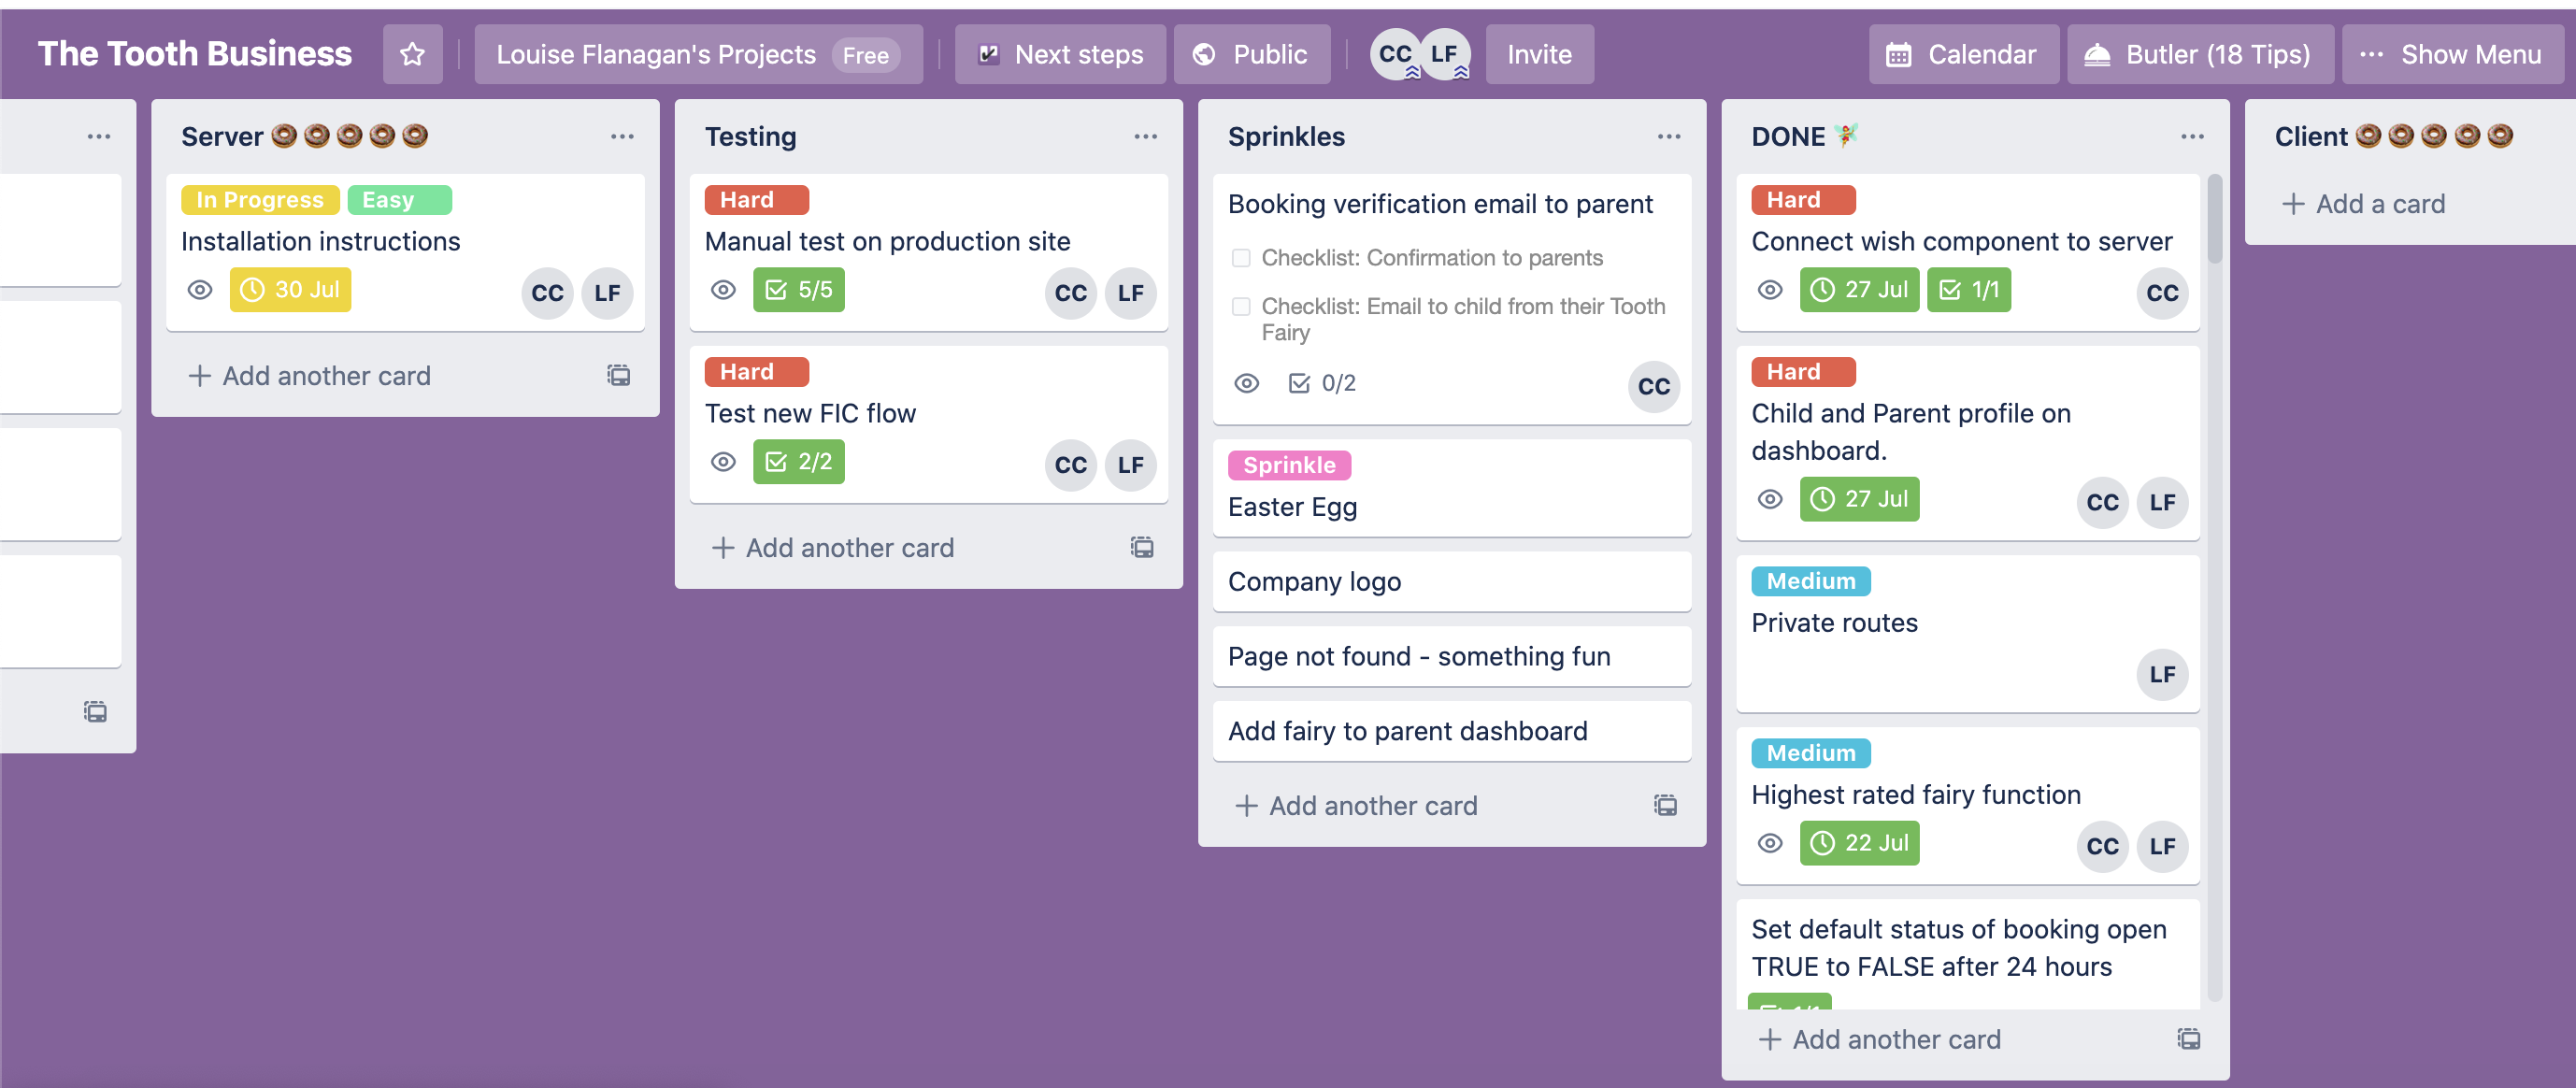 The Tooth Business
Louise Flanagan's Projects Free
Next steps
Public
CC LF
Invite
Calendar
Butler (18 Tips)
Show Menu
Server
In Progress Easy
Installation instructions
30 Jul
CC LF
Add another card
Testing
Hard
Manual test on production site
5/5
CC LF
Hard
Test new FIC flow
2/2
CC LF
Add another card
Sprinkles
Booking verification email to parent
Checklist: Confirmation to parents
Checklist: Email to child from their Tooth
Fairy
0/2
CC
Sprinkle
Easter Egg
Company logo
Page not found - something fun
Add fairy to parent dashboard
Add another card
DONE
Hard
Connect wish component to server
27 Jul 1/1
CC
Hard
Child and Parent profile on
dashboard.
27 Jul
CC LF
Medium
Private routes
LF
Medium
Highest rated fairy function
22 Jul
CC LF
Set default status of booking open
TRUE to FALSE after 24 hours
Add another card
Client
Add a card